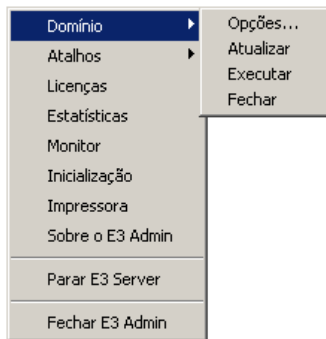 Domínio
Atalhos
Licenças
Estatísticas
Monitor
Inicialização
Impressora
Sobre o E3 Admin
Parar E3 Server
Fechar E3 Admin
Opções...
Atualizar
Executar
Fechar